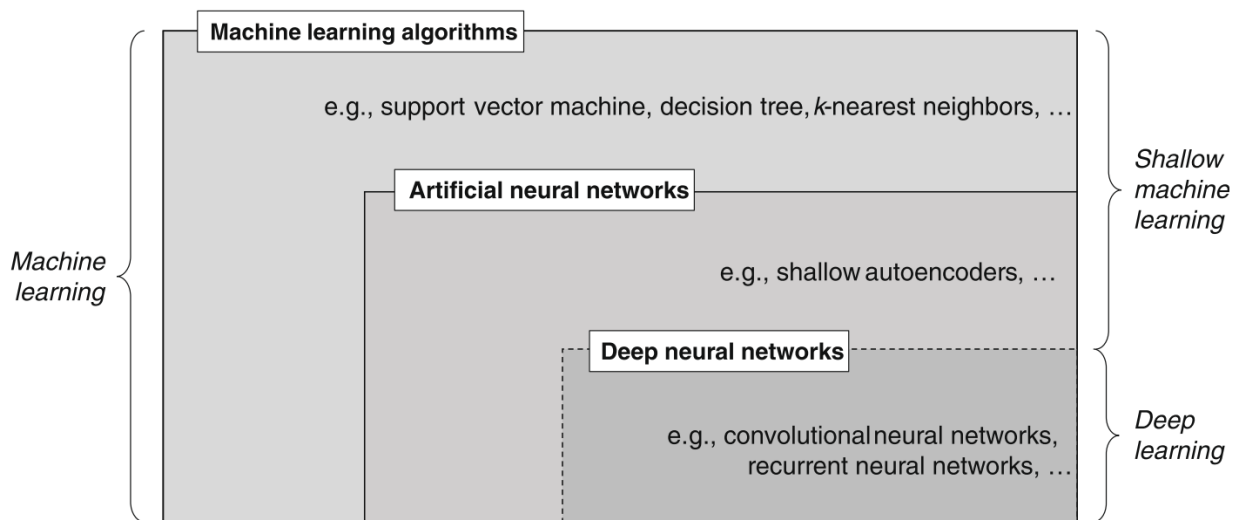 Machine learning algorithms
e.g., support vector machine, decision tree, k-nearest neighbors, …
Shallow
machine
learning
Artificial neural networks
Machine
learning
e.g., shallow autoencoders, …
Deep neural networks
e.g., convolutional neural networks,
recurrent neural networks, …
Deep
learning